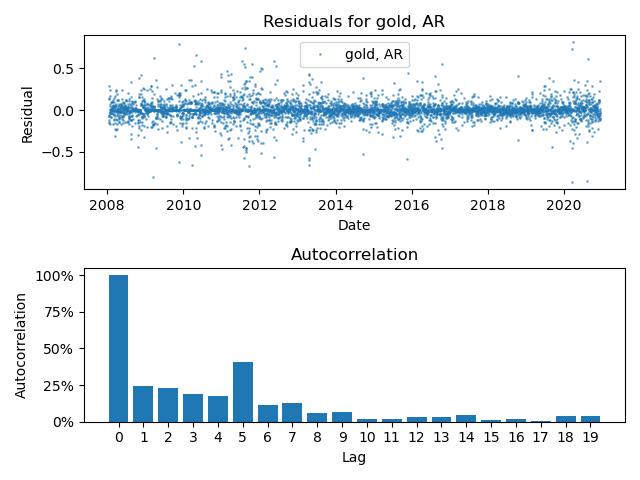 Residuals for gold, AR
gold, AR
0.5
0.0
−0.5
Residual
2008 2010 2012 2014 2016 2018 2020
Date
Autocorrelation
100%
75%
50%
25%
0%
Autocorrelation
0 1 2 3 4 5 6 7 8 9 10 11 12 13 14 15 16 17 18 19
Lag